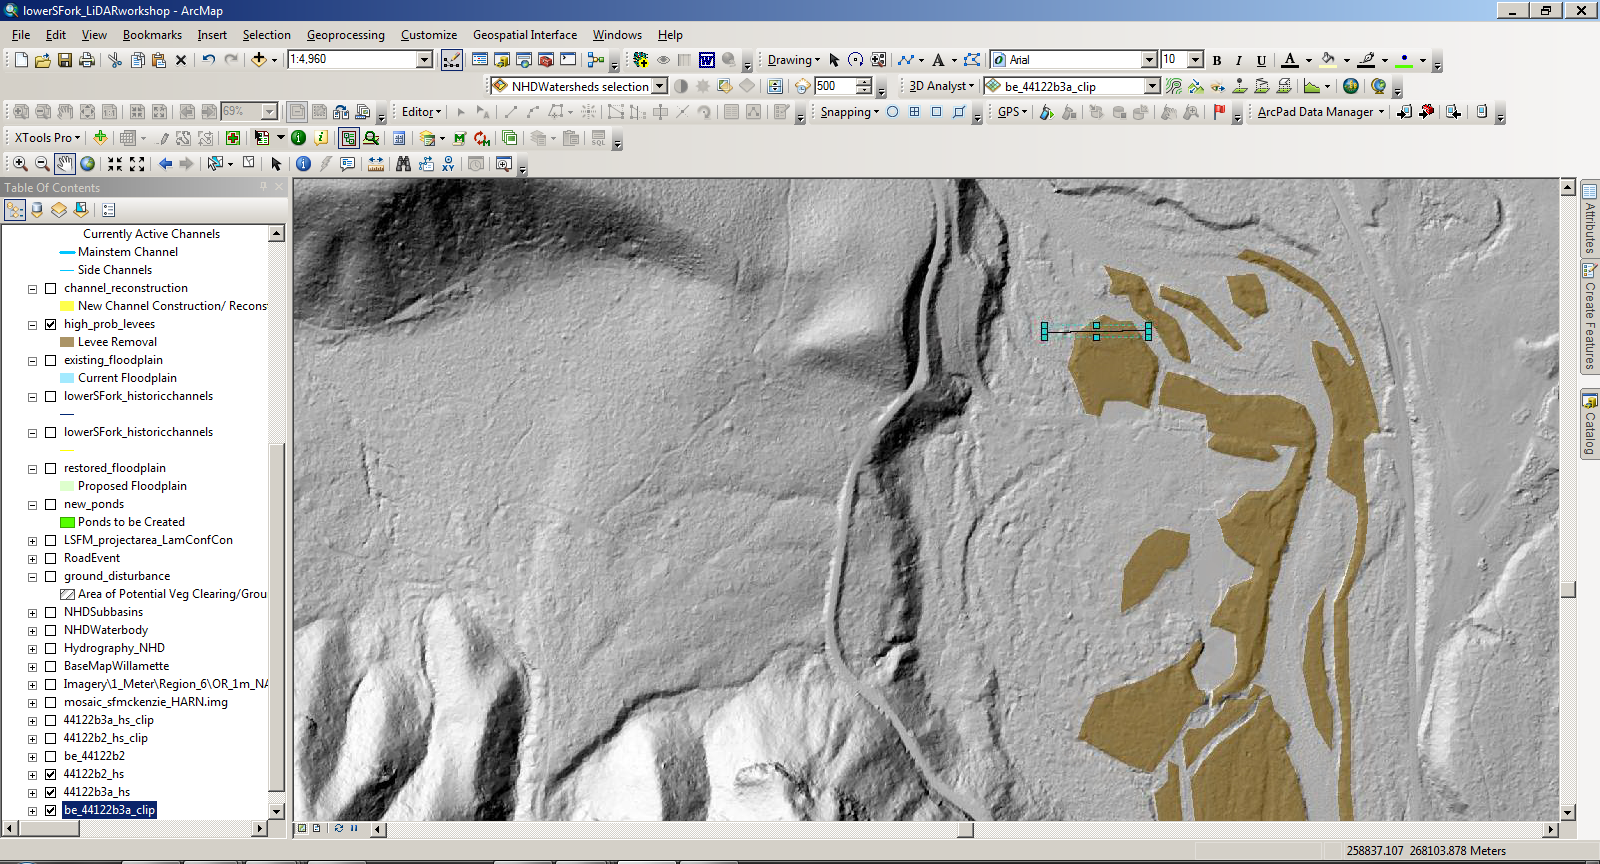 lowerSFork_LiDARworkshop - ArcMap
File Edit View Bookmarks Insert Selection Geoprocessing Customize Geospatial Interface Windows Help
1:4,960 Drawing Arial 10 B I U A
NHDWatersheds selection 500 3D Analyst be_44122b3a_clip
69% Editor Snapping GPS ArcPad Data Manager
XTools Pro SQL
XY
Table Of Contents
Currently Active Channels
Mainstem Channel
Side Channels
channel_reconstruction
New Channel Construction/ Recons
high_prob_levees
Levee Removal
existing_floodplain
Current Floodplain
lowerSFork_historicchannels
lowerSFork_historicchannels
restored_floodplain
Proposed Floodplain
new_ponds
Ponds to be Created
LSFM_projectarea_LamConfCon
RoadEvent
ground_disturbance
Area of Potential Veg Clearing/Grou
NHDSubbasins
NHDWaterbody
Hydrography_NHD
BaseMapWillamette
Imagery\1_Meter\Region_6\OR_1m_NA
mosaic_sfmckenzie_HARN.img
44122b3a_hs_clip
44122b2_hs_clip
be_44122b2
44122b2_hs
44122b3a_hs
be_44122b3a_clip
Attributes
Create Features
Catalog
258837.107 268103.878 Meters